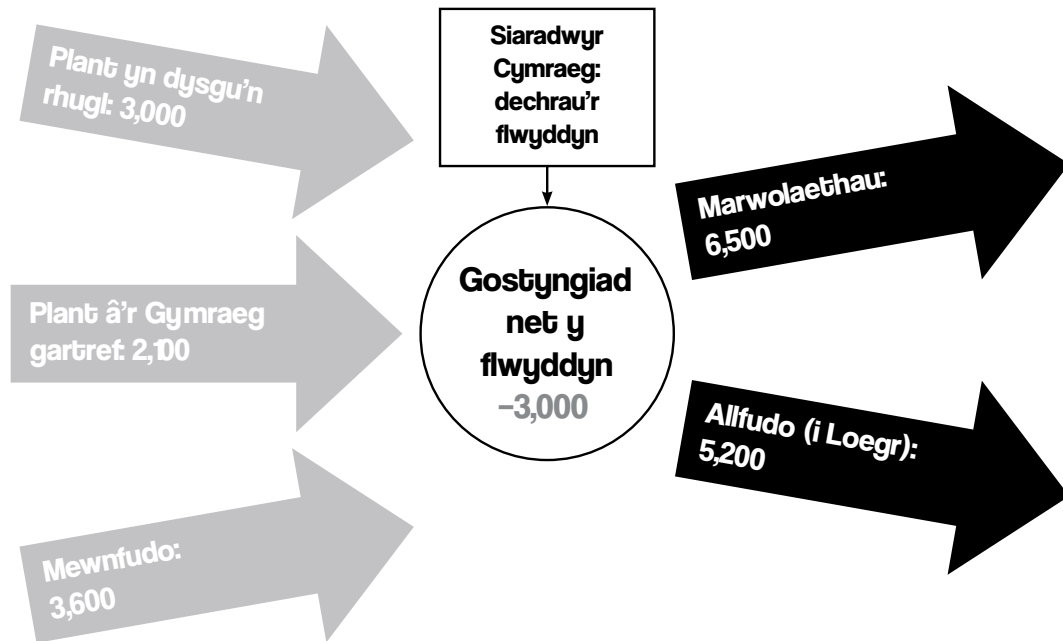 Plant yn dysgu'n
rhugl: 3,000
Siaradwyr
Cymraeg:
dechrau'r
flwyddyn
Marwolaethau:
6,500
Plant â'r Gymraeg
gartref: 2,100
Gostyngiad
net y
flwyddyn
–3,000
Allfudo (i Loegr):
5,200
Mewnfudo:
3,600